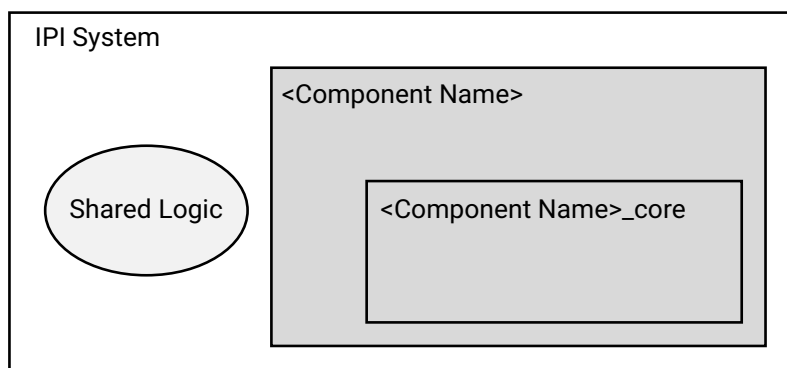 IPI System
<Component Name>
Shared Logic
<Component Name>_core